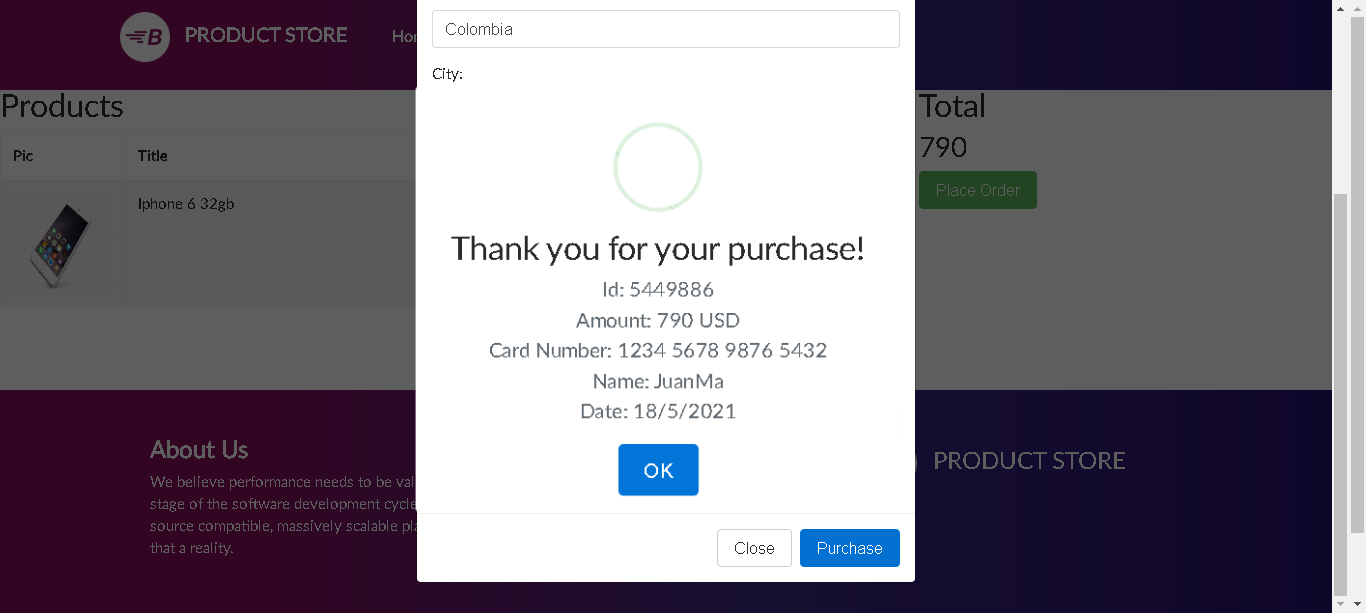 PRODUCT STORE
Colombia
City:
Products
Total
790
Pic
Title
Place Order
Iphone 6 32gb
Thank you for your purchase!
Id: 5449886
Amount: 790 USD
Card Number: 1234 5678 9876 5432
Name: JuanMa
Date: 18/5/2021
OK
About Us
We believe performance needs to be
stage of the software development cycle
source compatible, massively scalable
that a reality.
PRODUCT STORE
Close
Purchase